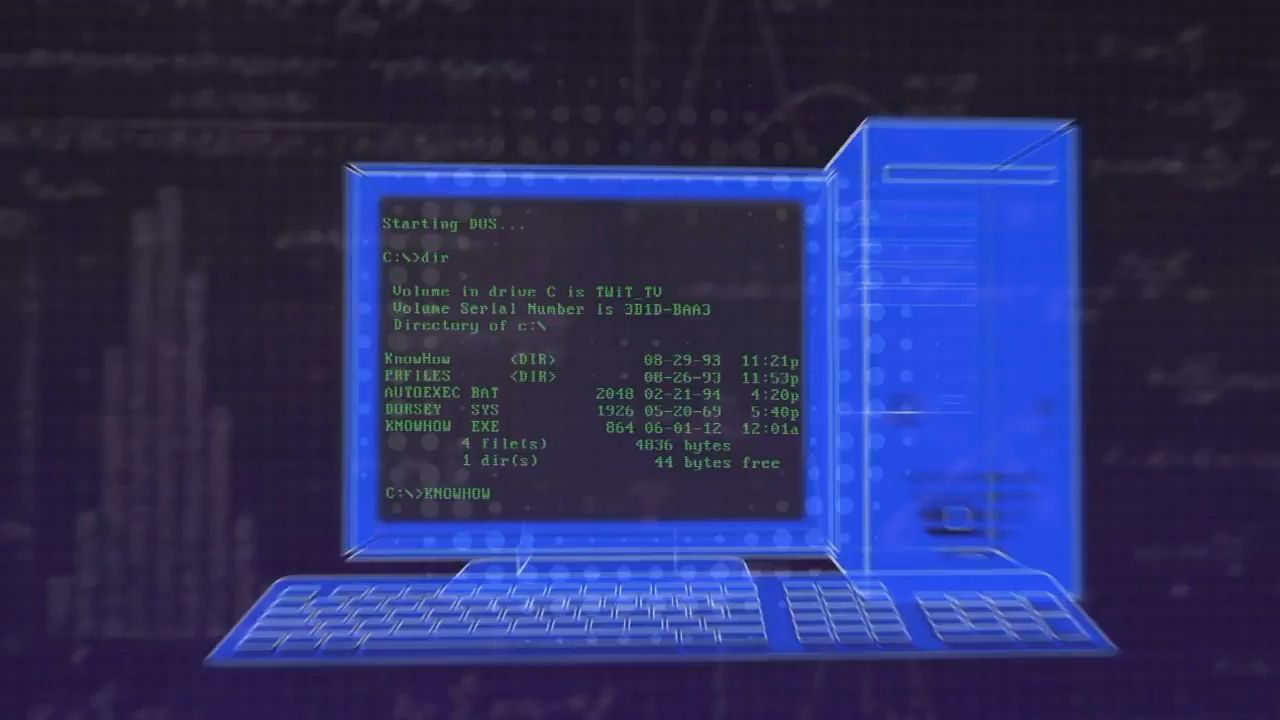 Starting DOS...
C:\>dir
Volume in drive C is TWiT_TV
Volume Serial Number is 3B1D-BAA3
Directory of c:\
KnowHow <DIR> 08-29-93 11:21p
PRFILES <DIR> 08-26-93 11:53p
AUTOEXEC BAT 2048 02-21-94 4:20p
DORSEY SYS 1926 05-20-69 5:40p
KNOWHOW EXE 864 06-01-12 12:01a
4 file(s) 4836 bytes
1 dir(s) 44 bytes free
C:\>KNOWHOW